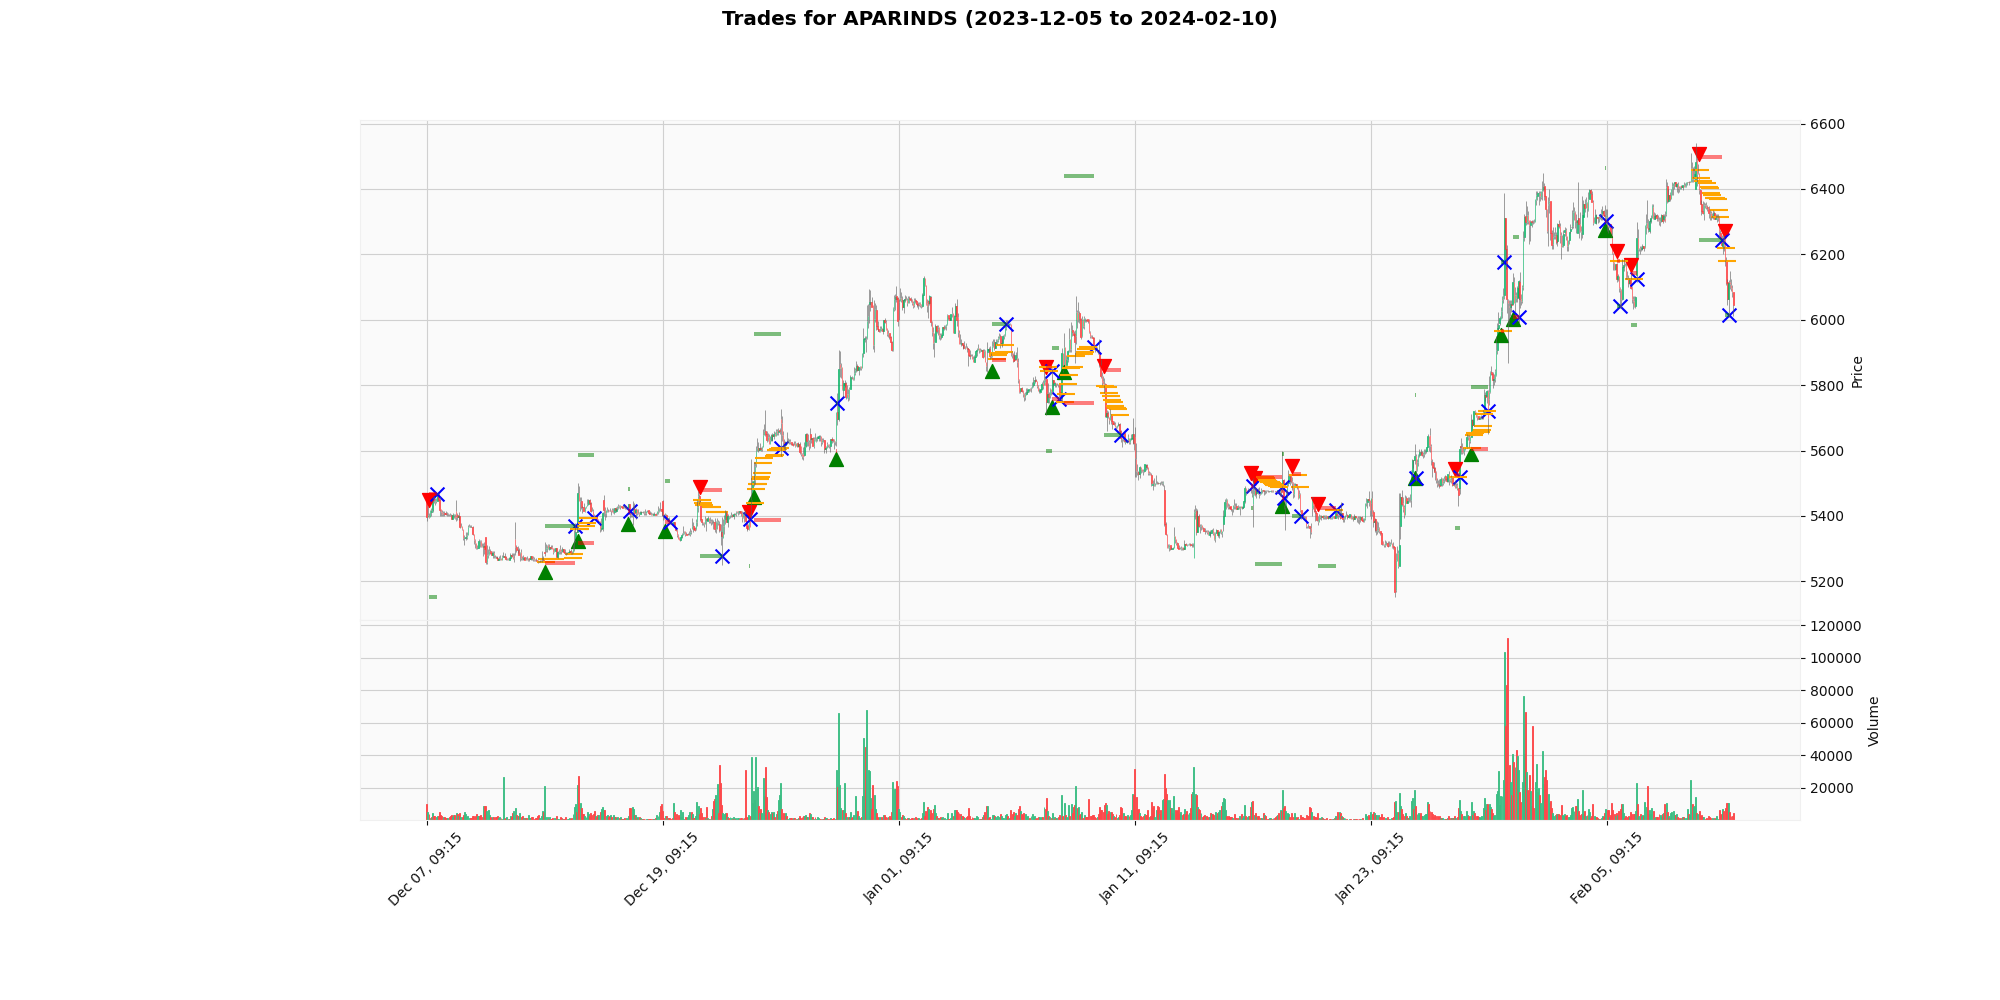 Trades for APARINDS (2023-12-05 to 2024-02-10)
6600
6400
6200
6000
5800
5600
5400
5200
Price
120000
100000
80000
60000
40000
20000
Volume
Dec 07, 09:15
Dec 19, 09:15
Jan 01, 09:15
Jan 11, 09:15
Jan 23, 09:15
Feb 05, 09:15